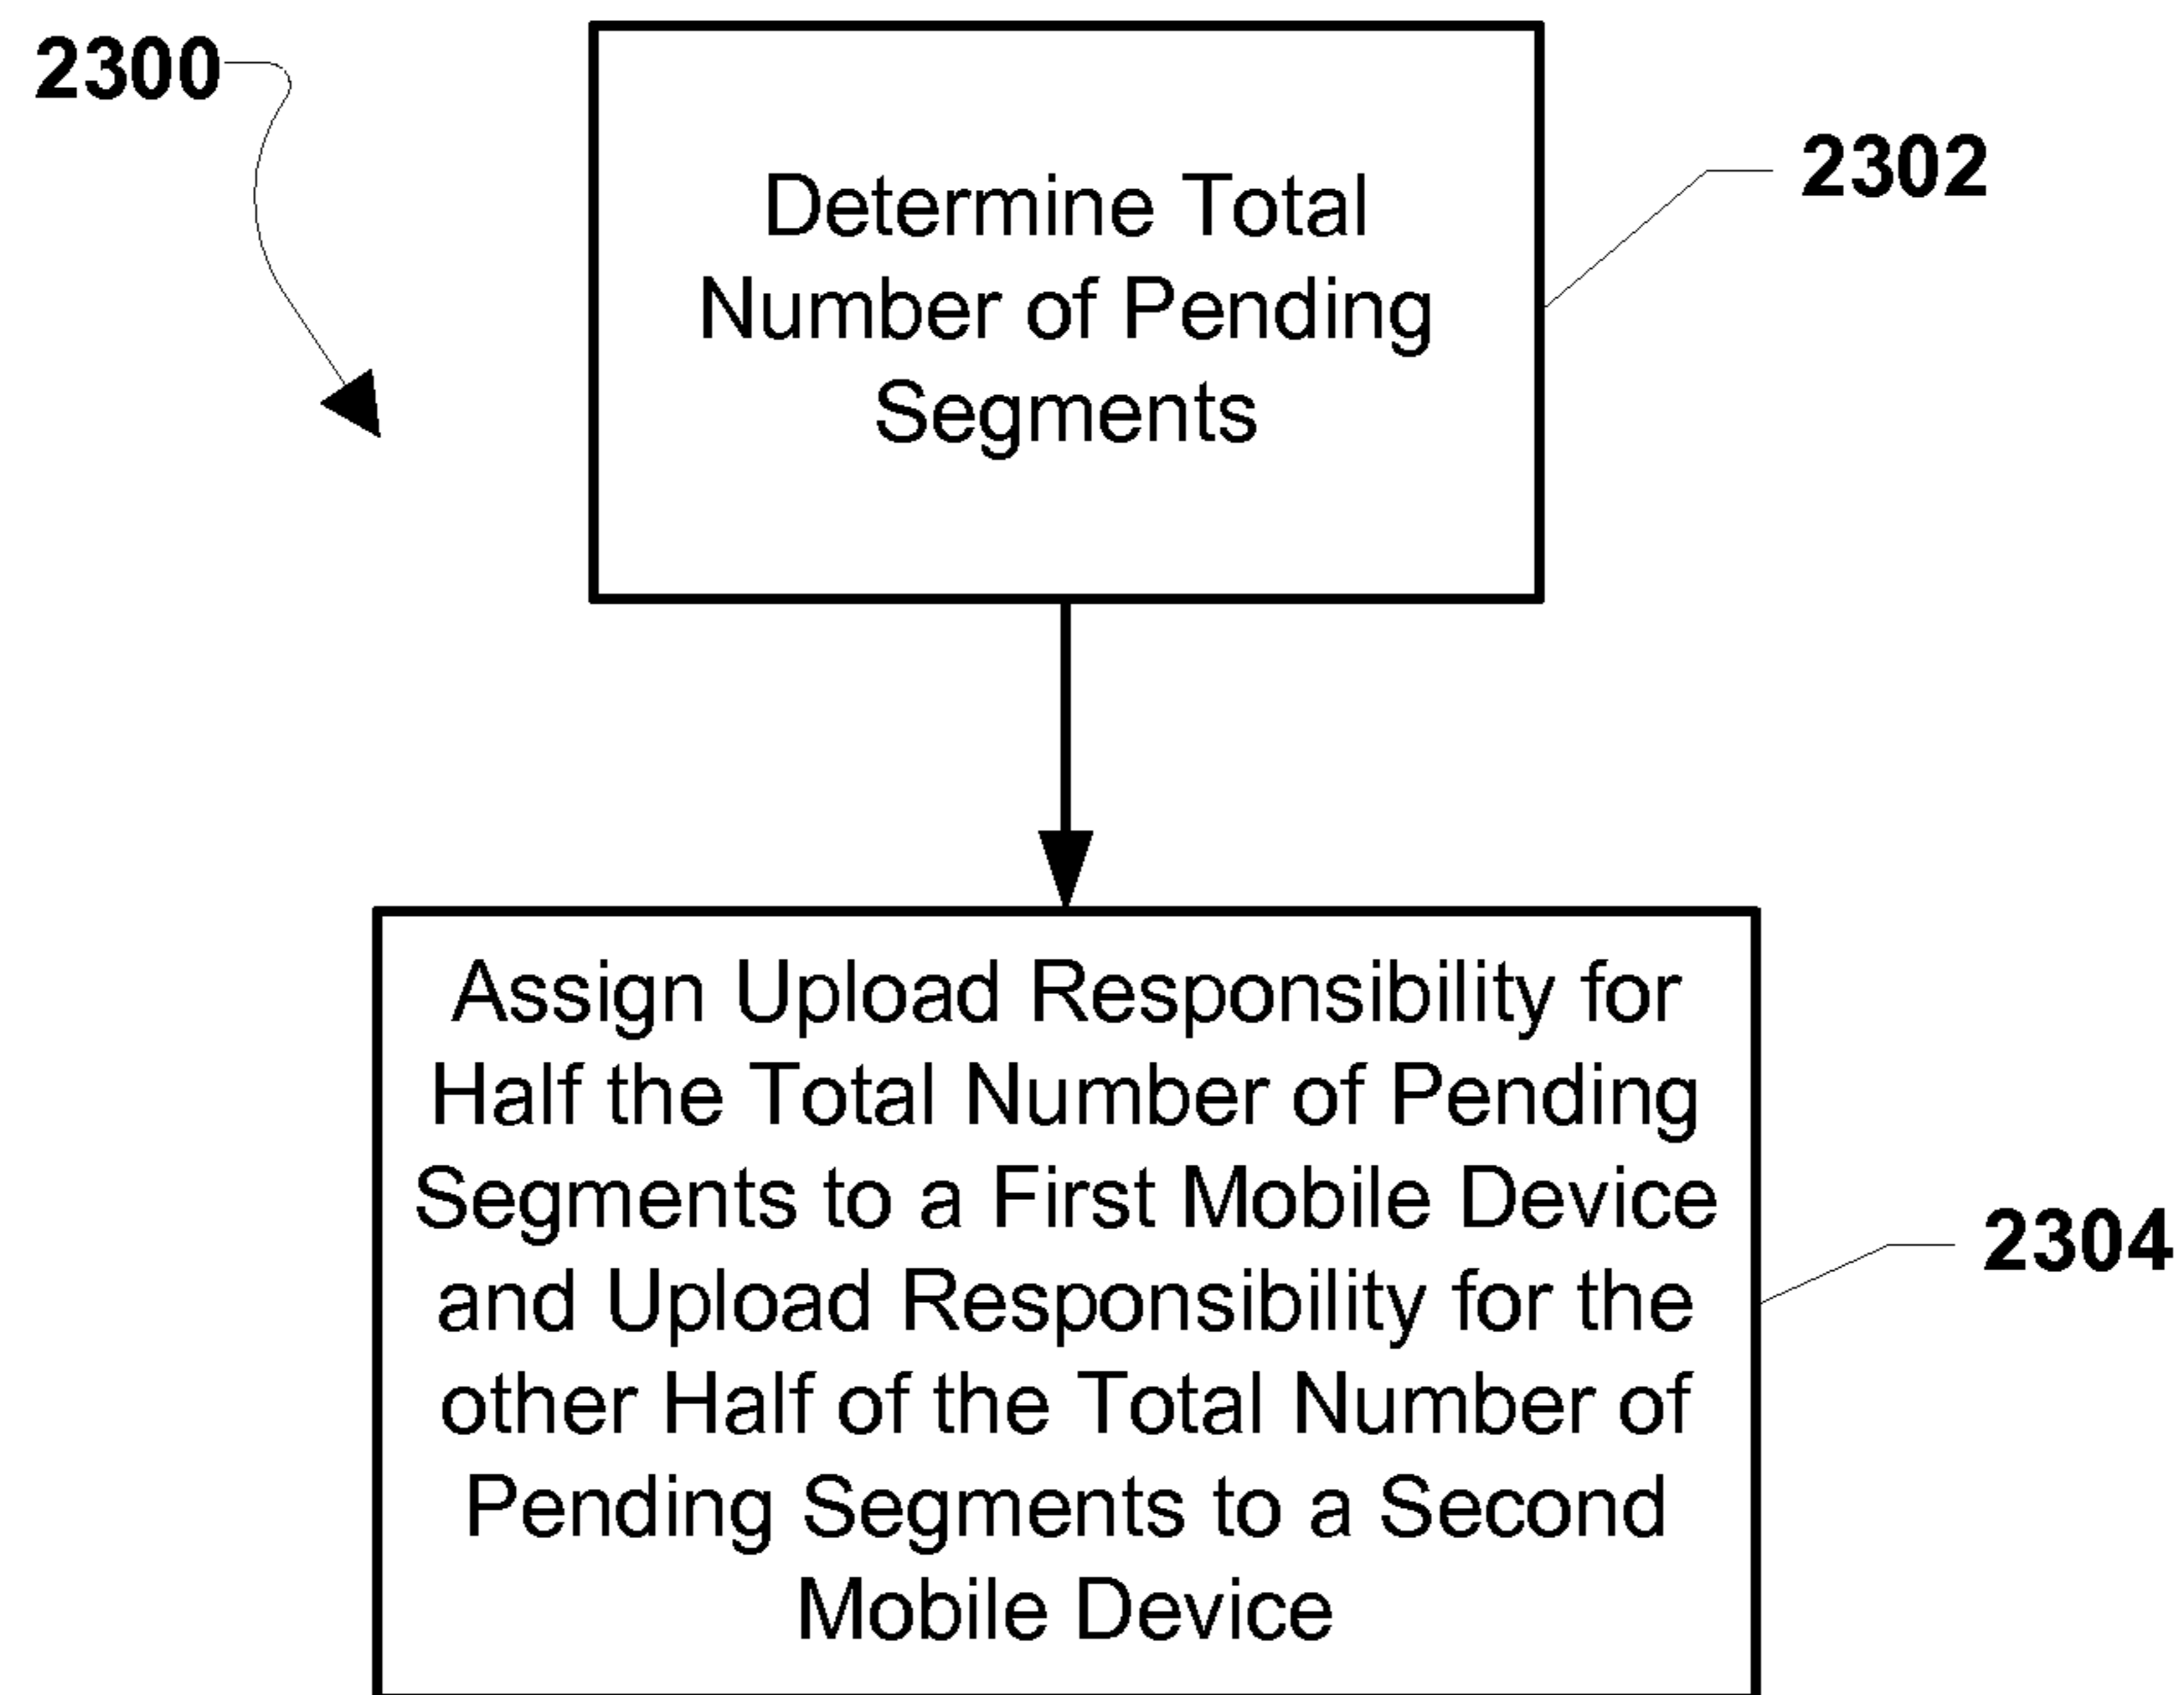 2300
Determine Total
Number of Pending
Segments
2302
Assign Upload Responsibility for
Half the Total Number of Pending
Segments to a First Mobile Device
and Upload Responsibility for the
other Half of the Total Number of
Pending Segments to a Second
Mobile Device
2304